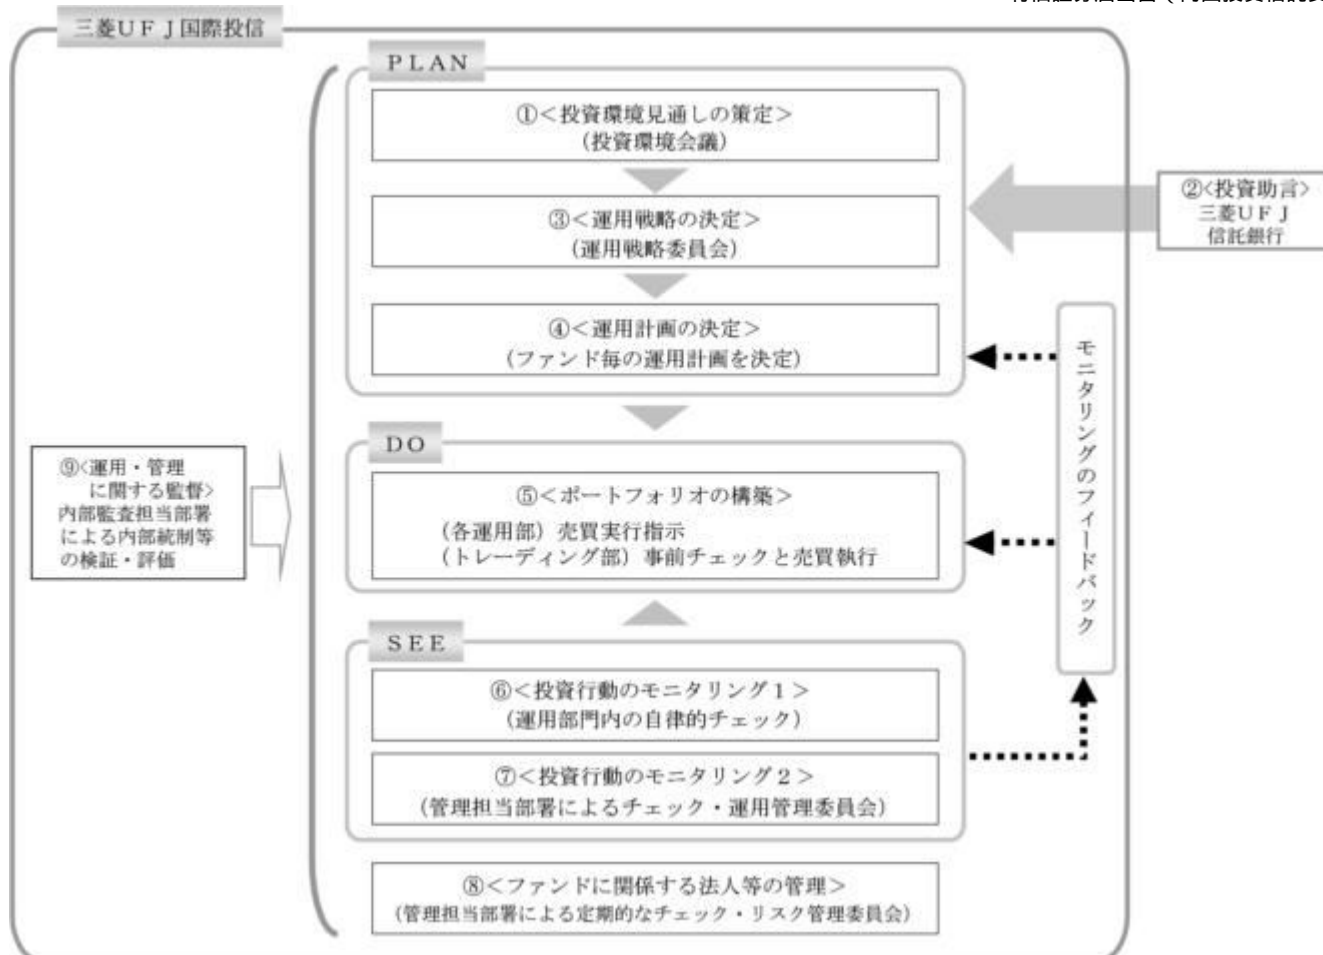 三菱ＵＦＪ国際投信
ＰＬＡＮ
①＜投資環境見通しの策定＞
（投資環境会議）
②<投資助言>
三菱ＵＦＪ
信託銀行
③＜運用戦略の決定＞
（運用戦略委員会）
④＜運用計画の決定＞
（ファンド毎の運用計画を決定）
モニタリングのフィードバック
ＤＯ
⑤＜ポートフォリオの構築＞
（各運用部）売買実行指示
（トレーディング部）事前チェックと売買執行
⑨<運用・管理
に関する監督>
内部監査担当部署
による内部統制等
の検証・評価
ＳＥＥ
⑥＜投資行動のモニタリング１＞
（運用部門内の自律的チェック）
⑦＜投資行動のモニタリング２＞
（管理担当部署によるチェック・運用管理委員会）
⑧＜ファンドに関係する法人等の管理＞
（管理担当部署による定期的なチェック・リスク管理委員会）